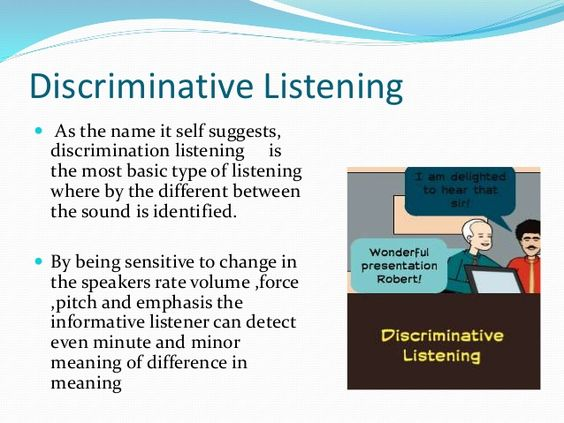 Discriminative Listening
As the name it self suggests,
discrimination listening is
the most basic type of listening
where by the different between
the sound is identified.
By being sensitive to change in
the speakers rate volume ,force
,pitch and emphasis the
informative listener can detect
even minute and minor
meaning of difference in
meaning
I am delighted
to hear that
sir!
Wonderful
presentation
Robert!
Discriminative
Listening